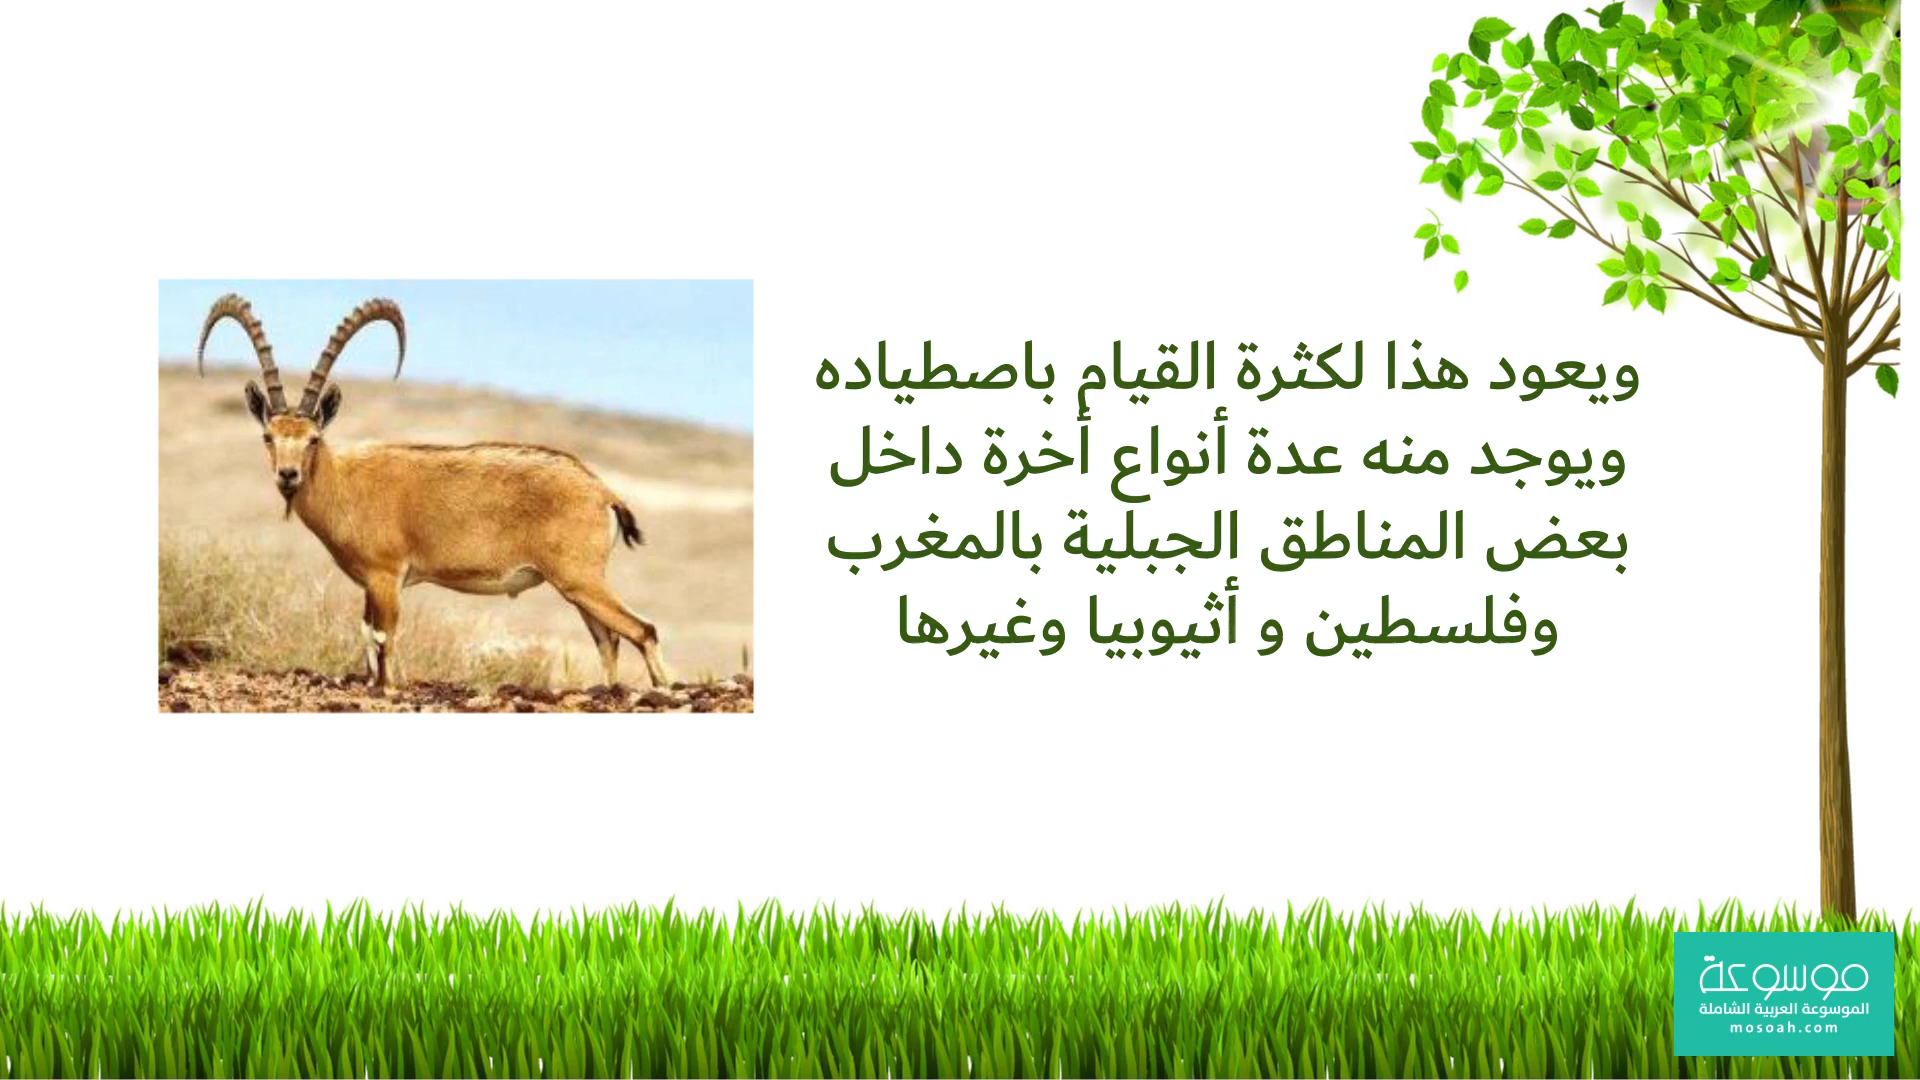 ويعود هذا لكثرة القيام باصطياده
ويوجد منه عدة أنواع أخرة داخل
بعض المناطق الجبلية بالمغرب
وفلسطين و أثيوبيا وغيرها
موسوعة
الموسوعة العربية الشاملة
mosoah.com